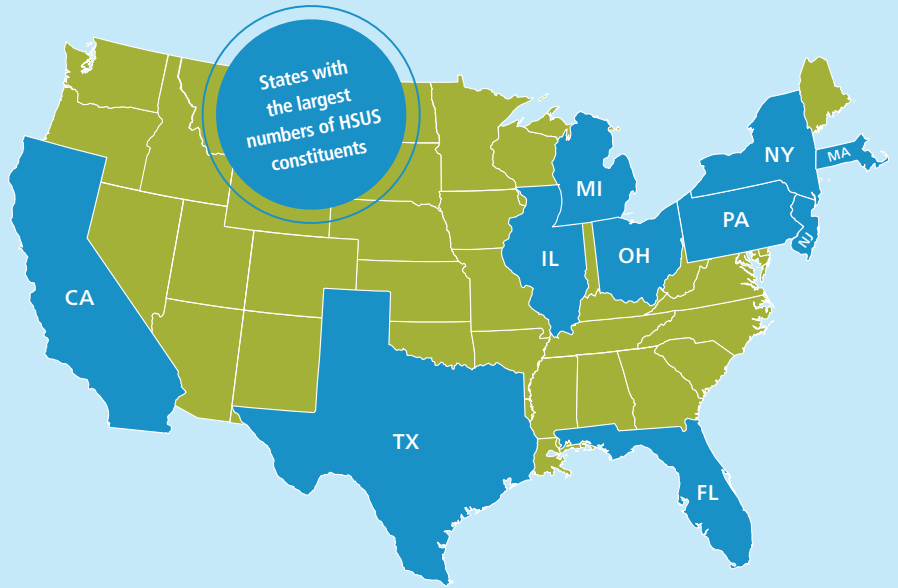 States with
the largest
numbers of HSUS
constituents
NY
MA
MI
PA
NJ
OH
IL
CA
TX
FL